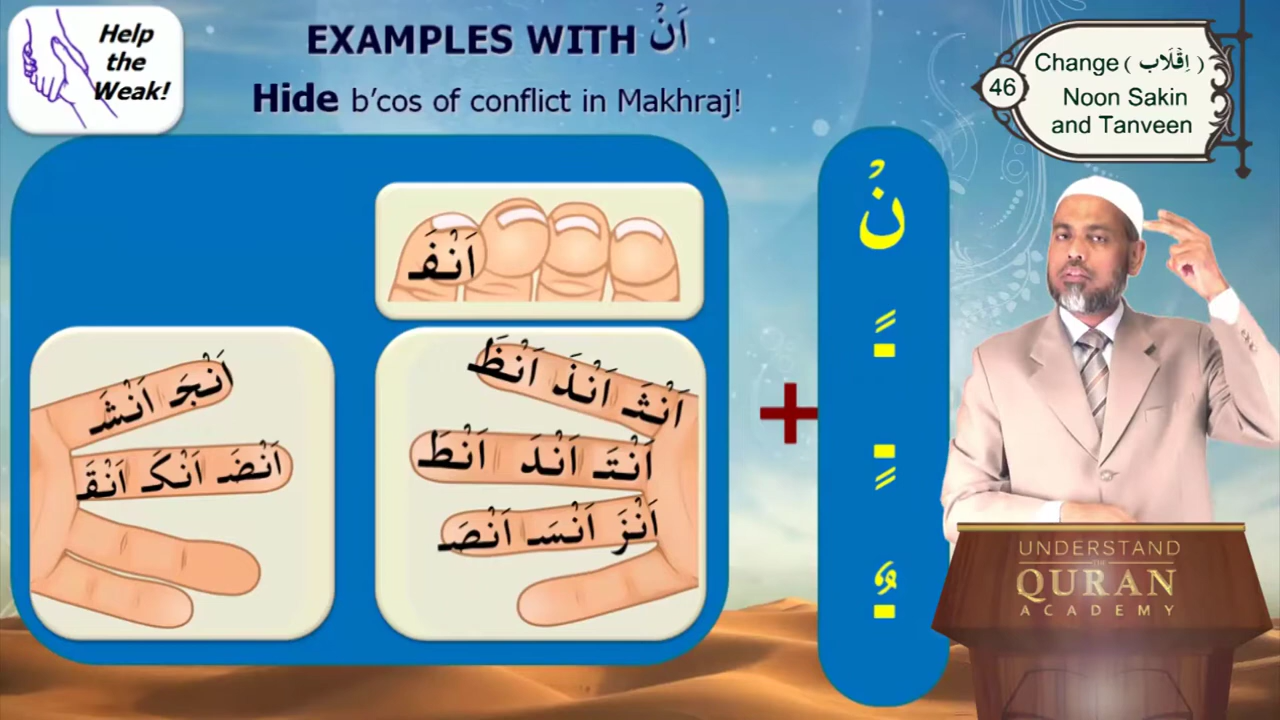 Help
the
Weak!
EXAMPLES WITH اَنْ
Hide b’cos of conflict in Makhraj!
46
Change ( اِقْلَاب )
Noon Sakin
and Tanveen
اَنْفَـ
اَنْجَـ اَنْشَـ
اَنْضَـ اَنْكَـ اَنْقَـ
اَنْثَـ اَنْذَ اَنْظَـ
اَنْتَـ اَنْدَ اَنْطَـ
اَنْزَ اَنْسَـ اَنْصَـ
+
نْ
ً
ٍ
ٌ
UNDERSTAND
THE
QURAN
ACADEMY